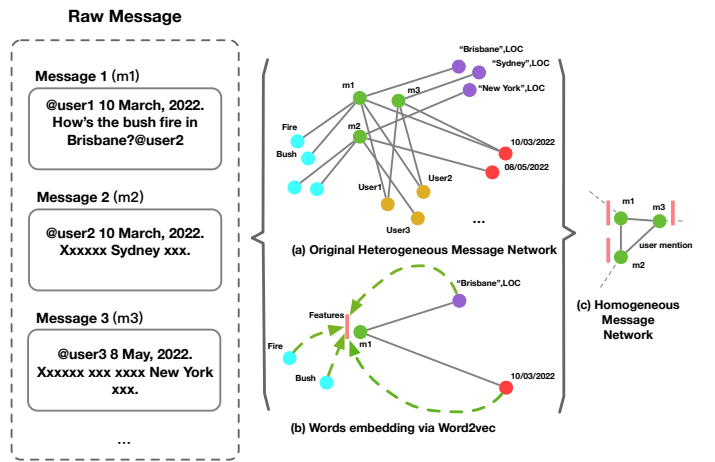 Raw Message
Message 1 (m1)
@user1 10 March, 2022.
How's the bush fire in
Brisbane?@user2
Message 2 (m2)
@user2 10 March, 2022.
Xxxxxx Sydney xxx.
Message 3 (m3)
@user3 8 May, 2022.
Xxxxxx xxx xxxx New York
xxx.
...
"Brisbane",LOC
"Sydney",LOC
"New York",LOC
m1
m3
m2
Fire
Bush
10/03/2022
08/05/2022
User1
User2
User3
...
(a) Original Heterogeneous Message Network
"Brisbane",LOC
Features
m1
Fire
Bush
10/03/2022
(b) Words embedding via Word2vec
m1
m3
user mention
m2
(c) Homogeneous
Message
Network